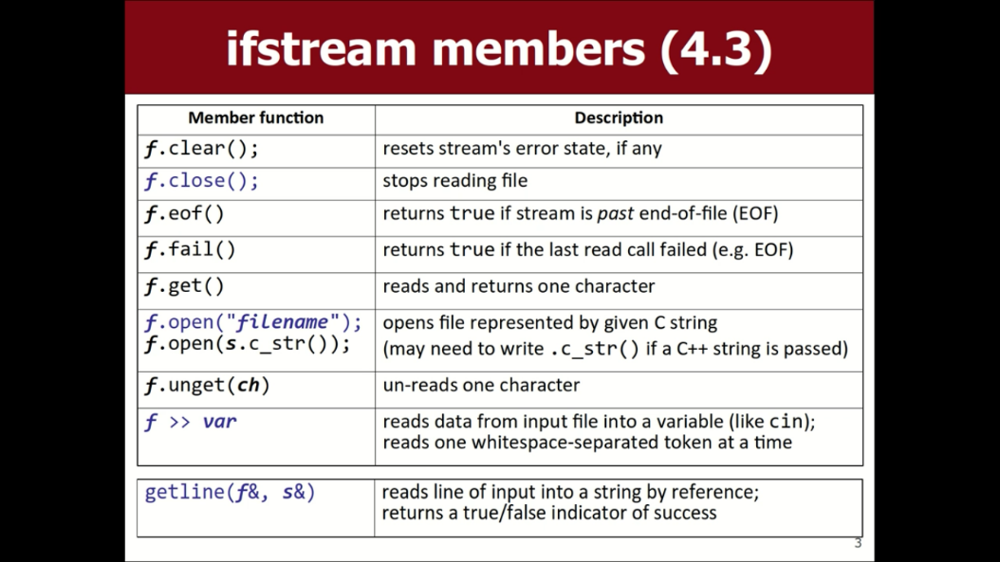 ifstream members (4.3)
Member function Description
f.clear(); resets stream's error state, if any
f.close(); stops reading file
f.eof() returns true if stream is past end-of-file (EOF)
f.fail() returns true if the last read call failed (e.g. EOF)
f.get() reads and returns one character
f.open("filename"); opens file represented by given C string
f.open(s.c_str()); (may need to write .c_str() if a C++ string is passed)
f.unget(ch) un-reads one character
f >> var reads data from input file into a variable (like cin);
reads one whitespace-separated token at a time
getline(f&, s&) reads line of input into a string by reference;
returns a true/false indicator of success
3